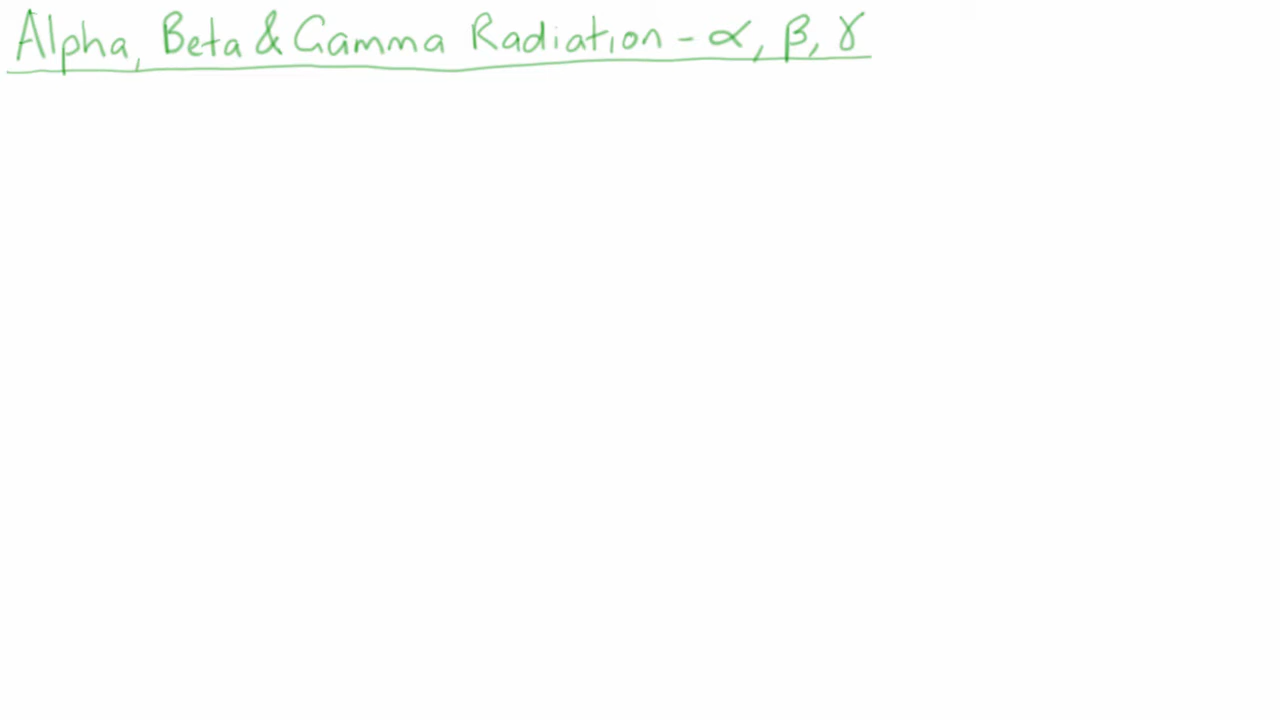 Alpha, Beta & Gamma Radiation - α, β, γ